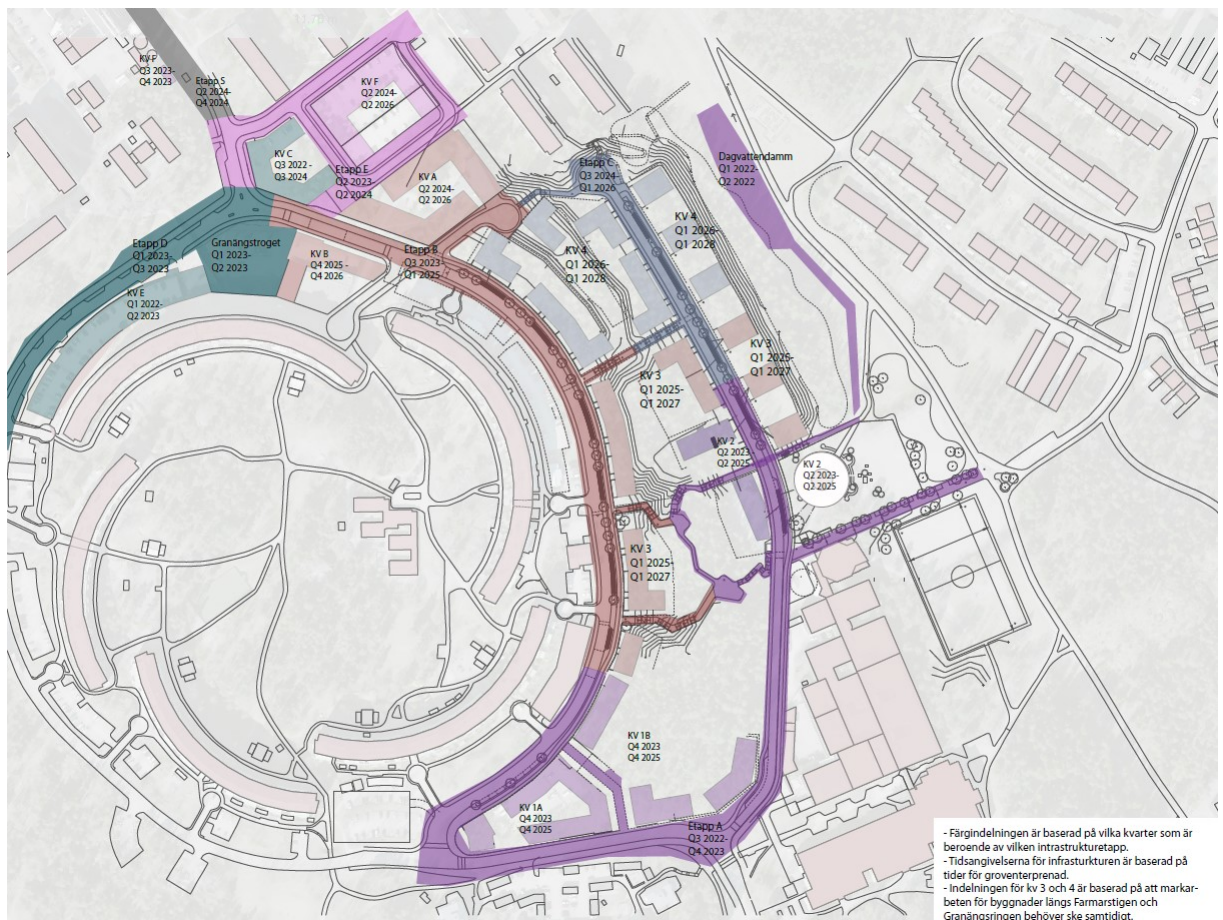 KV F
Q3 2023-
Q4 2023
Etapp S
Q2 2024-
Q4 2024
KV F
Q2 2024-
Q2 2026
KV C
Q3 2022 -
Q3 2024
Etapp E
Q2 2023-
Q2 2024
KV A
Q2 2024-
Q2 2026
Etapp C
Q3 2024-
Q1 2026
Dagvattendamm
Q1 2022-
Q2 2022
Etapp D
Q1 2023-
Q3 2023
Granängstroget
Q1 2023-
Q2 2023
KV B
Q4 2025 -
Q4 2026
Etapp B
Q3 2023-
Q1 2025
KV 4
Q1 2026-
Q1 2028
KV 4
Q1 2026-
Q1 2028
KV E
Q1 2022-
Q2 2023
KV 3
Q1 2025-
Q1 2027
KV 3
Q1 2025-
Q1 2027
KV 2
Q2 2023-
Q2 2025
KV 2
Q2 2023-
Q2 2025
KV 3
Q1 2025-
Q1 2027
KV 1B
Q4 2023
Q4 2025
KV 1A
Q4 2023
Q4 2025
Etapp A
Q3 2022-
Q4 2023
- Färgindelningen är baserad på vilka kvarter som är
beroende av vilken intrastrukturetapp.
- Tidsangivelserna för infrasturkturen är baserad på
tider för groventerprenad.
- Indelningen för kv 3 och 4 är baserad på att markar-
beten för byggnader längs Farmarstigen och
Granängsringen behöver ske samtidigt.